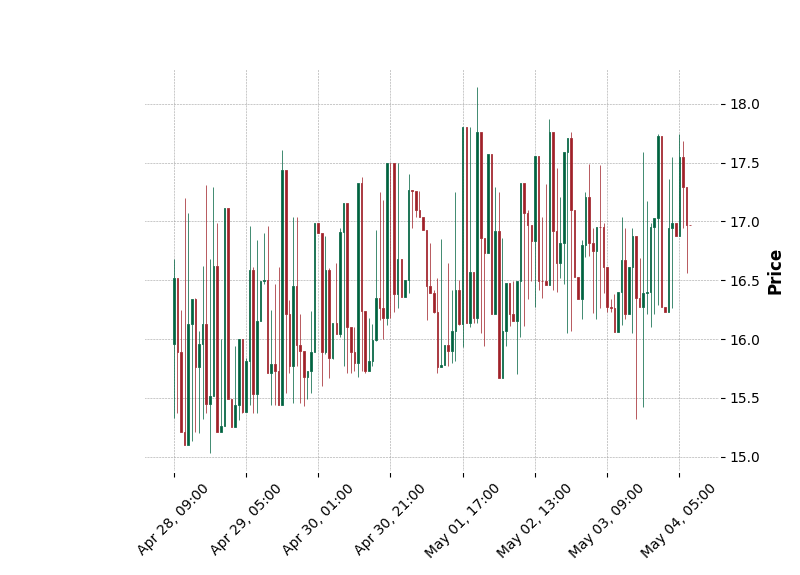 18.0
17.5
17.0
16.5
16.0
15.5
15.0
Price
Apr 28, 09:00
Apr 29, 05:00
Apr 30, 01:00
Apr 30, 21:00
May 01, 17:00
May 02, 13:00
May 03, 09:00
May 04, 05:00